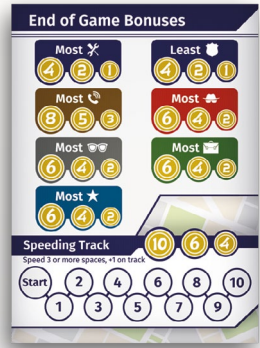 End of Game Bonuses
Most Least
4 2 1 4 2 1
Most Most
8 5 3 6 4 2
Most Most
6 4 2 6 4 2
Most
6 4 2
Speeding Track 10 6 4
Speed 3 or more spaces, +1 on track
Start 2 4 6 8 10
1 3 5 7 9